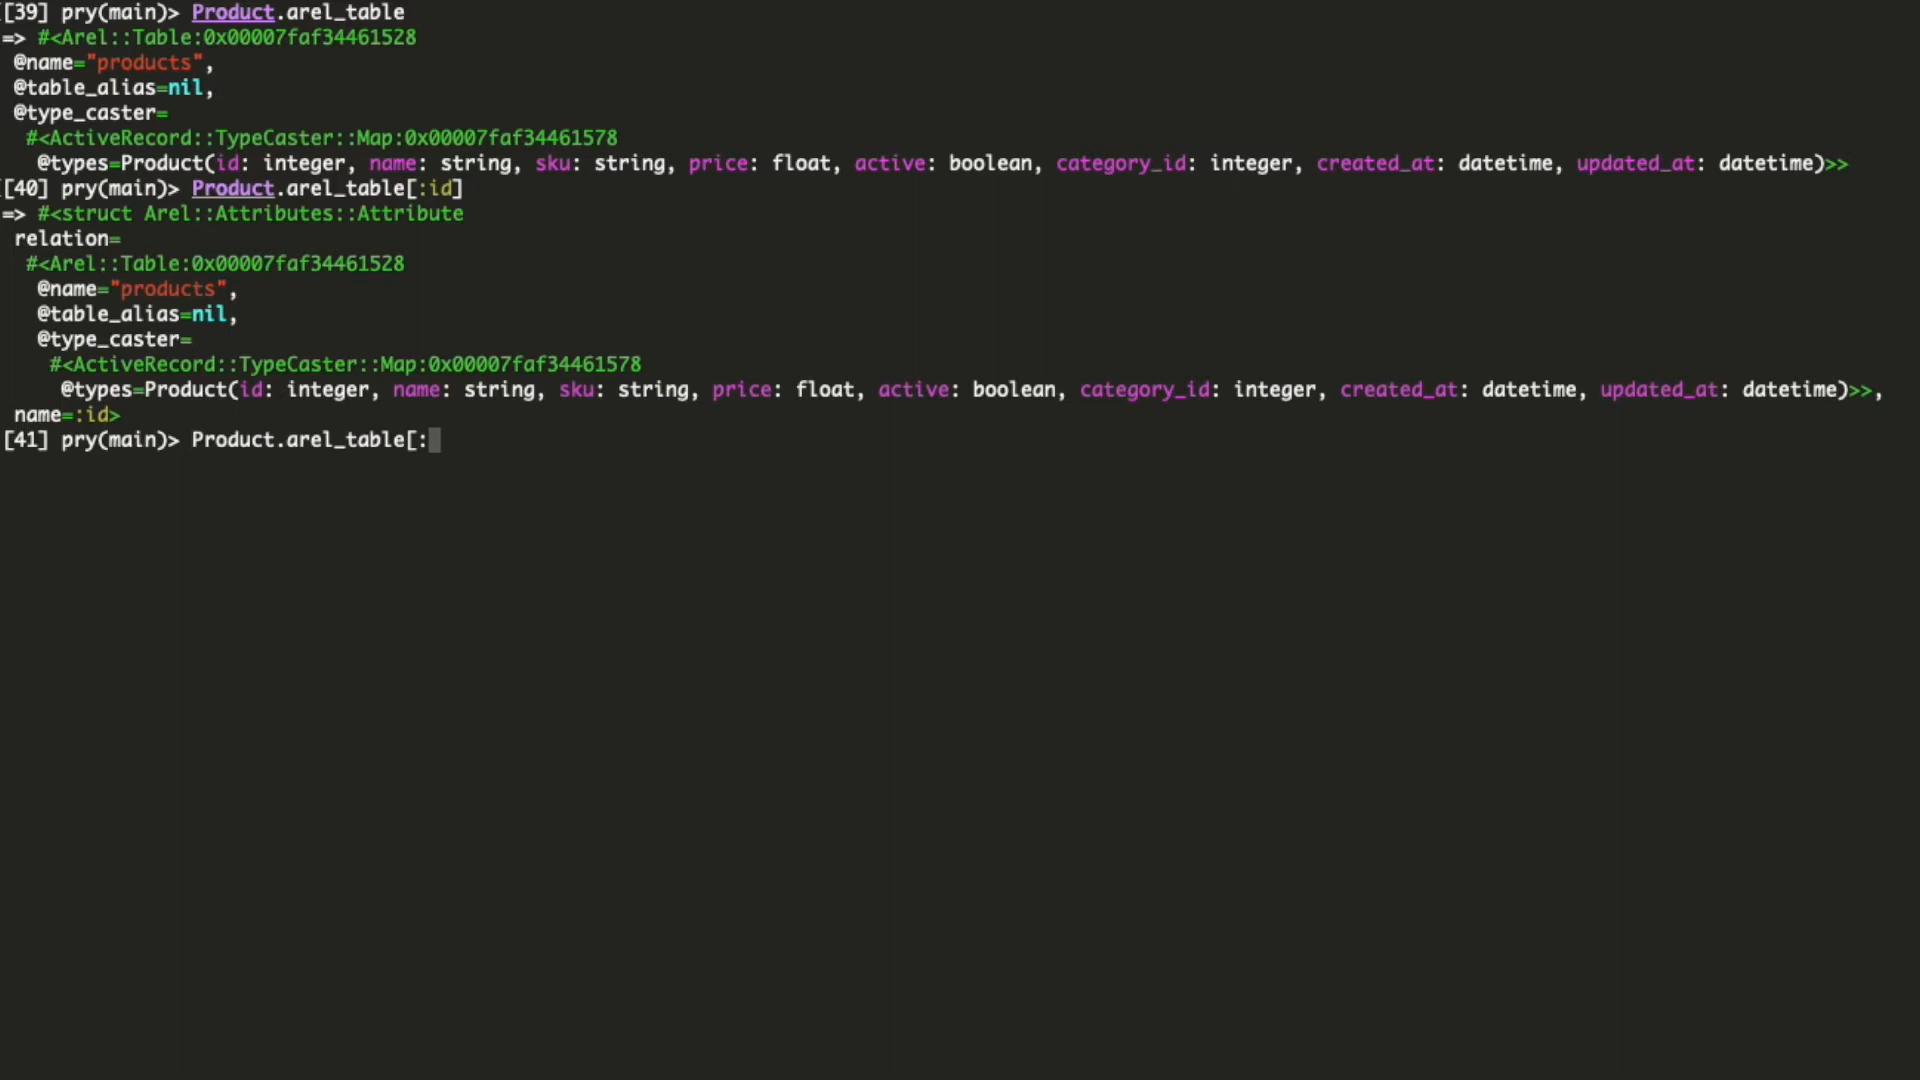 [39] pry(main)> Product.arel_table
=> #<Arel::Table:0x00007faf34461528
@name="products",
@table_alias=nil,
@type_caster=
#<ActiveRecord::TypeCaster::Map:0x00007faf34461578
@types=Product(id: integer, name: string, sku: string, price: float, active: boolean, category_id: integer, created_at: datetime, updated_at: datetime)>>
[40] pry(main)> Product.arel_table[:id]
=> #<struct Arel::Attributes::Attribute
relation=
#<Arel::Table:0x00007faf34461528
@name="products",
@table_alias=nil,
@type_caster=
#<ActiveRecord::TypeCaster::Map:0x00007faf34461578
@types=Product(id: integer, name: string, sku: string, price: float, active: boolean, category_id: integer, created_at: datetime, updated_at: datetime)>>,
name=:id>
[41] pry(main)> Product.arel_table[: